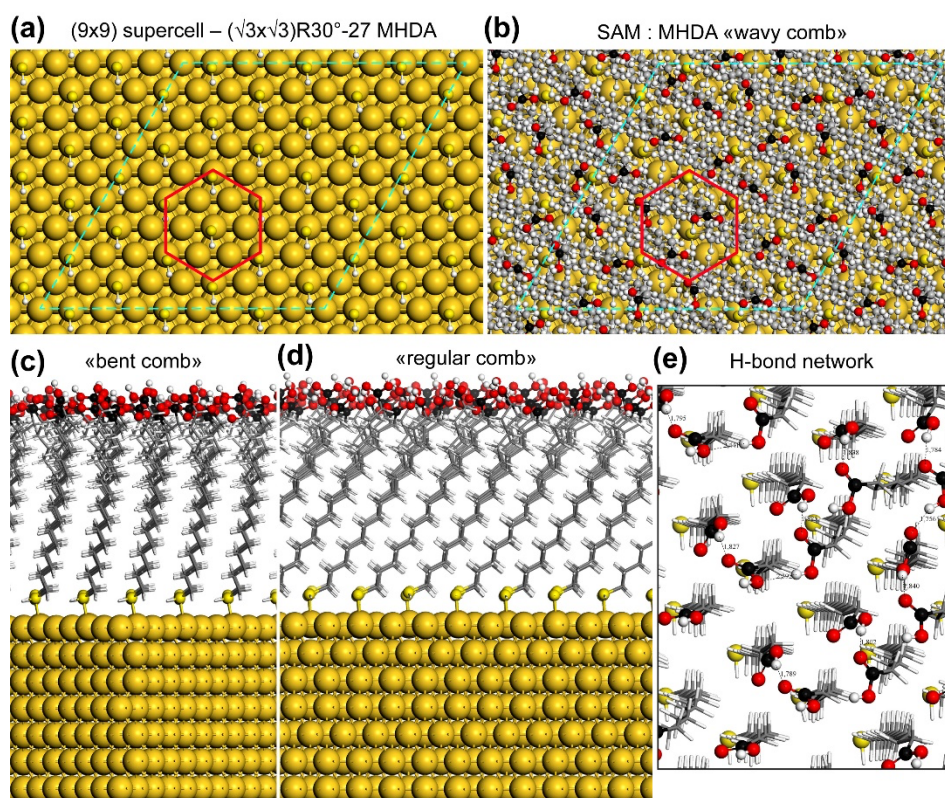 (a) (9x9) supercell – (√3x√3)R30°-27 MHDA
(b) SAM : MHDA «wavy comb»
(c) «bent comb»
(d) «regular comb»
(e) H-bond network
1,795
1,784
1,756
1,827
1,840
1,789